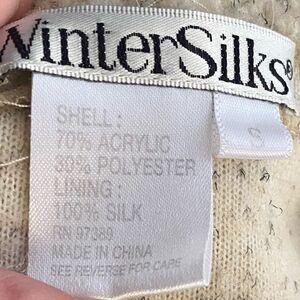 WinterSilks®
S
SHELL:
70% ACRYLIC
30% POLYESTER
LINING:
100% SILK
RN 97389
MADE IN CHINA
SEE REVERSE FOR CARE